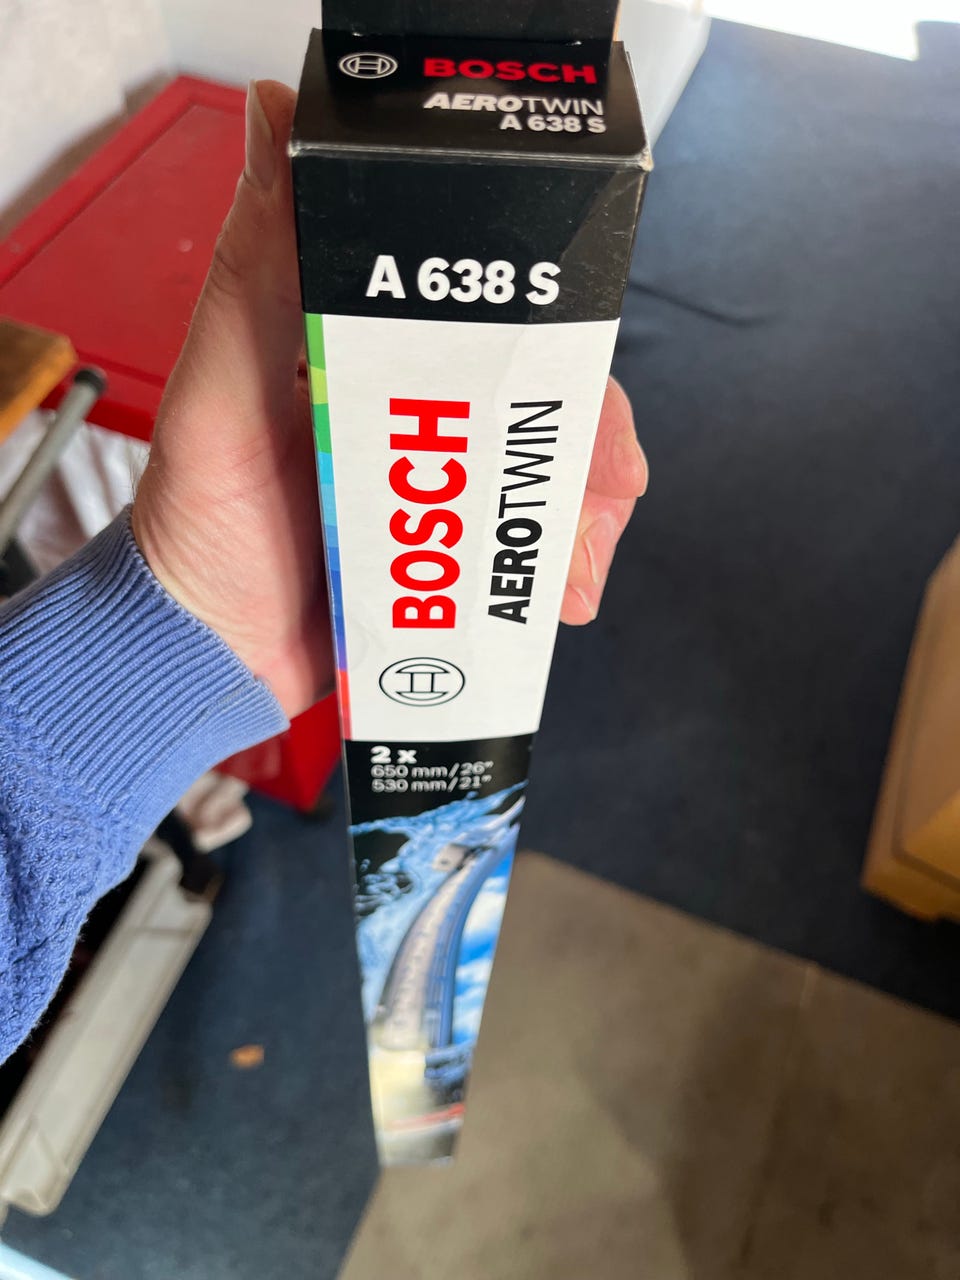 BOSCH
AEROTWIN
A 638 S
A 638 S
BOSCH
AEROTWIN
2 x
650 mm/26"
530 mm/21"